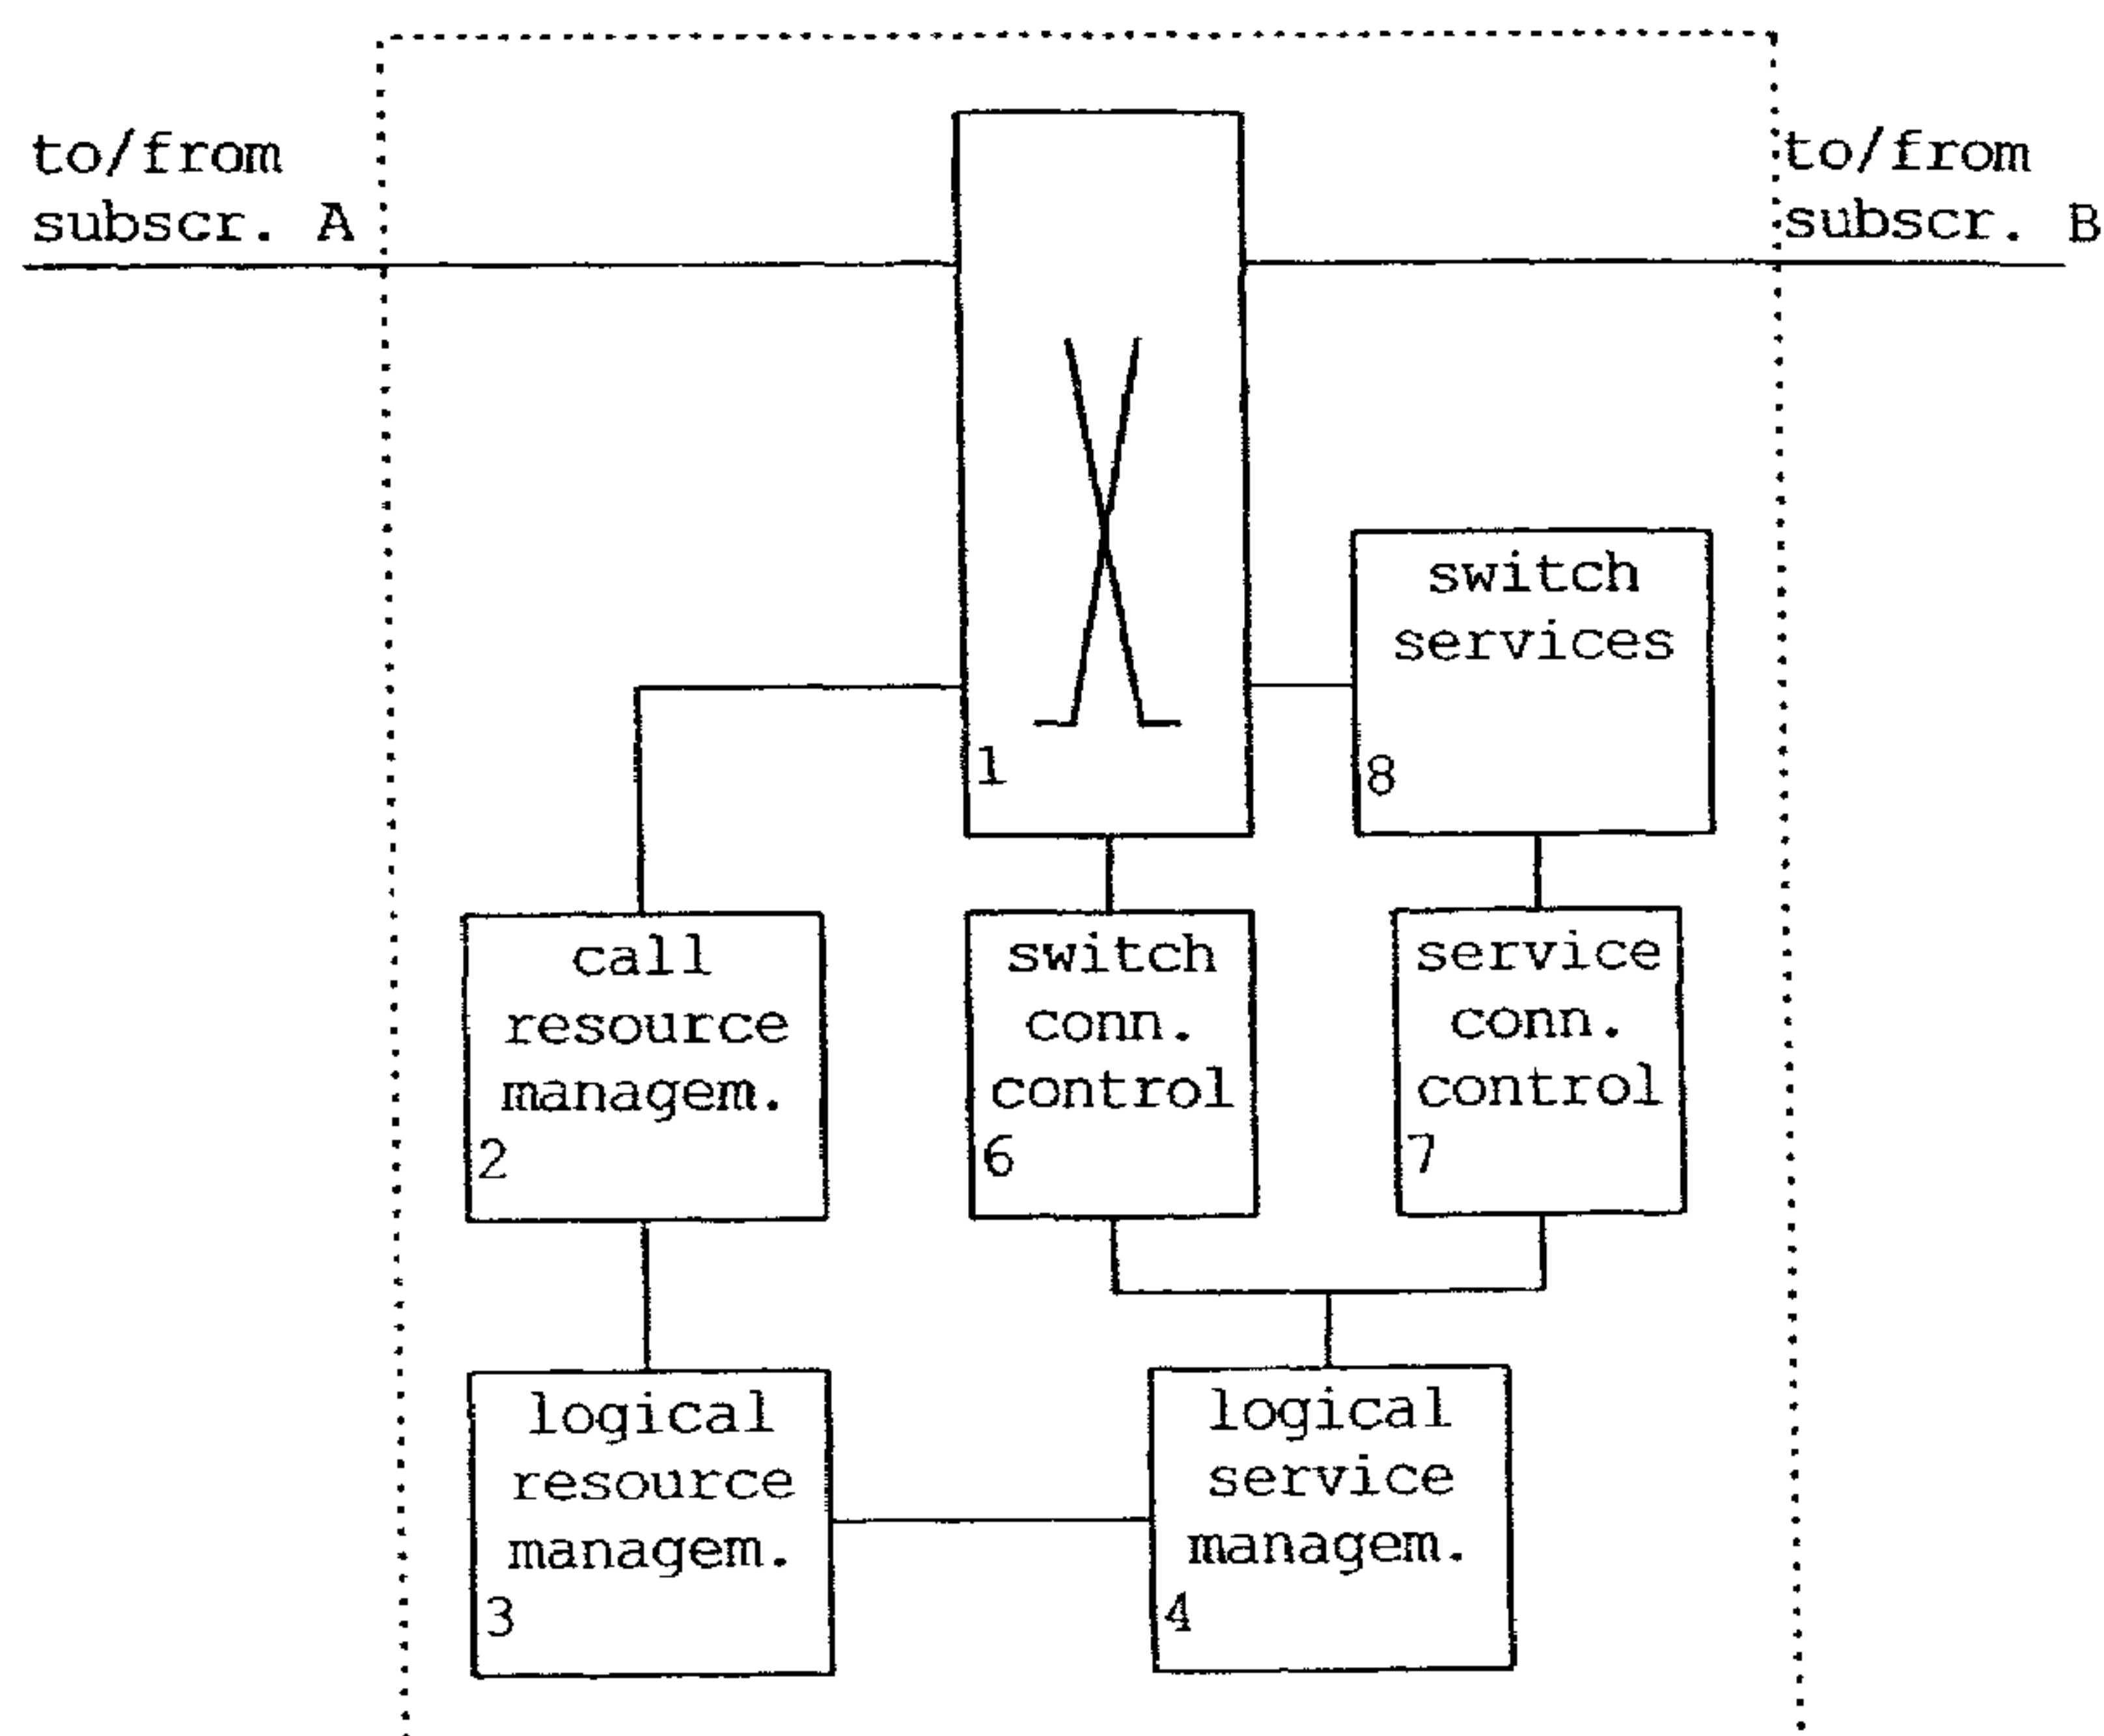 to/from
subscr. A
to/from
subscr. B
1
switch
services
8
call
resource
managem.
2
switch
conn.
control
6
service
conn.
control
7
logical
resource
managem.
3
logical
service
managem.
4